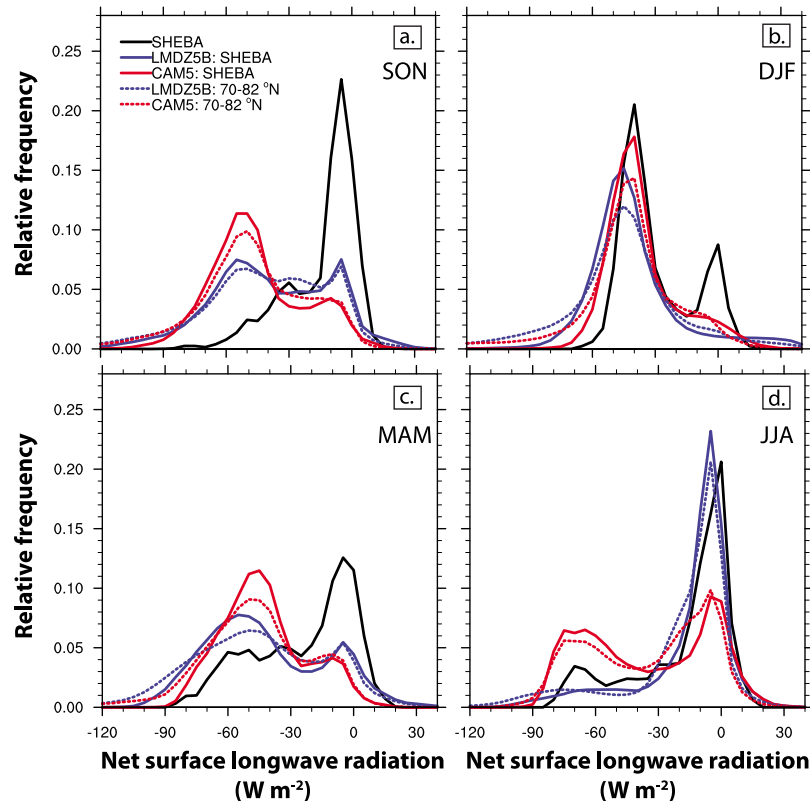 a.
SON
SHEBA
LMDZ5B: SHEBA
CAM5: SHEBA
LMDZ5B: 70-82 °N
CAM5: 70-82 °N
Relative frequency
0.25
0.20
0.15
0.10
0.05
0.00
b.
DJF
c.
MAM
Relative frequency
0.25
0.20
0.15
0.10
0.05
0.00
-120 -90 -60 -30 0
Net surface longwave radiation
(W m⁻²)
d.
JJA
-120 -90 -60 -30 0 30
Net surface longwave radiation
(W m⁻²)